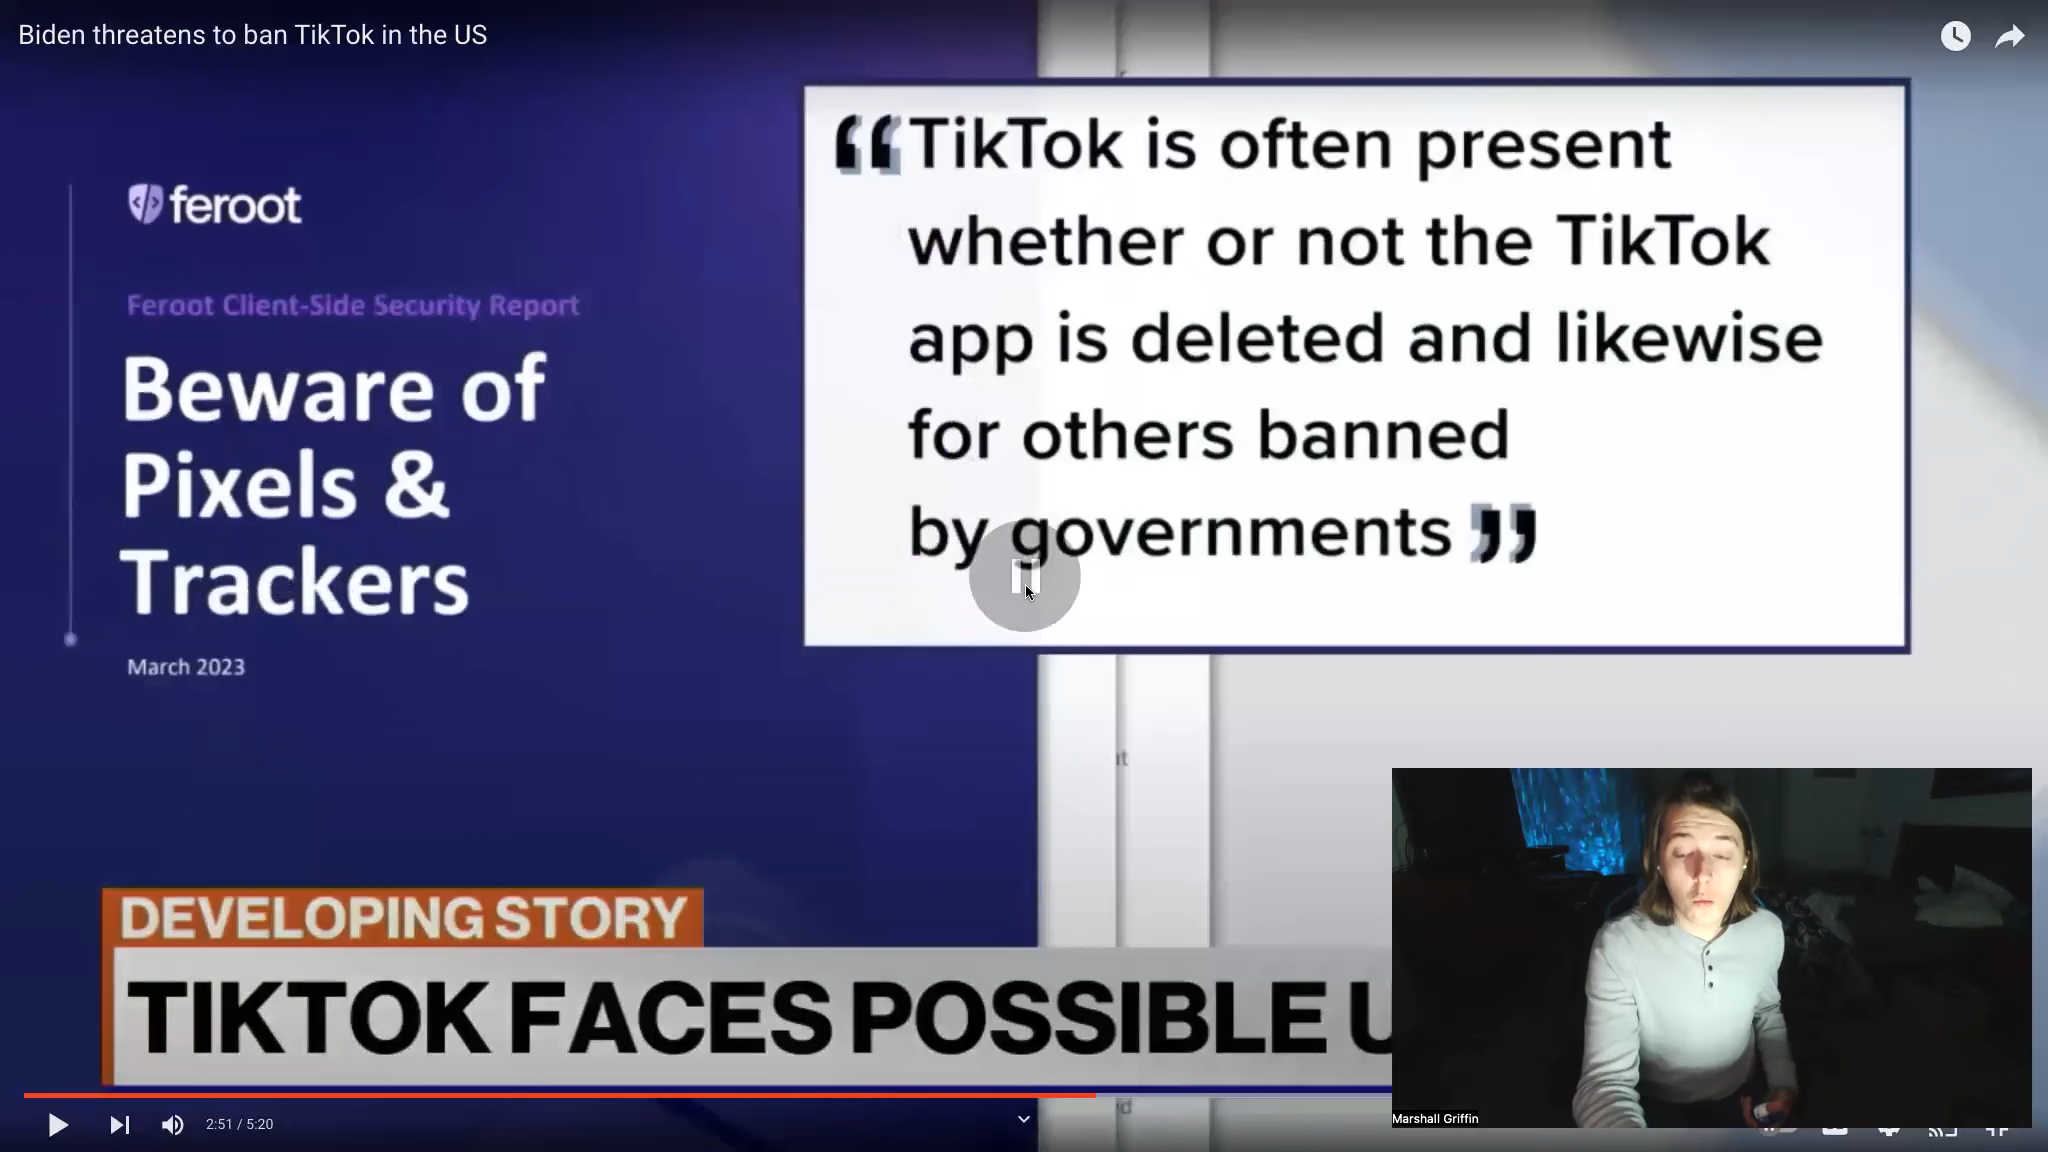 Biden threatens to ban TikTok in the US
feroot
Feroot Client-Side Security Report
Beware of
Pixels &
Trackers
March 2023
“TikTok is often present
whether or not the TikTok
app is deleted and likewise
for others banned
by governments”
DEVELOPING STORY
TIKTOK FACES POSSIBLE U
2:51 / 5:20
Marshall Griffin